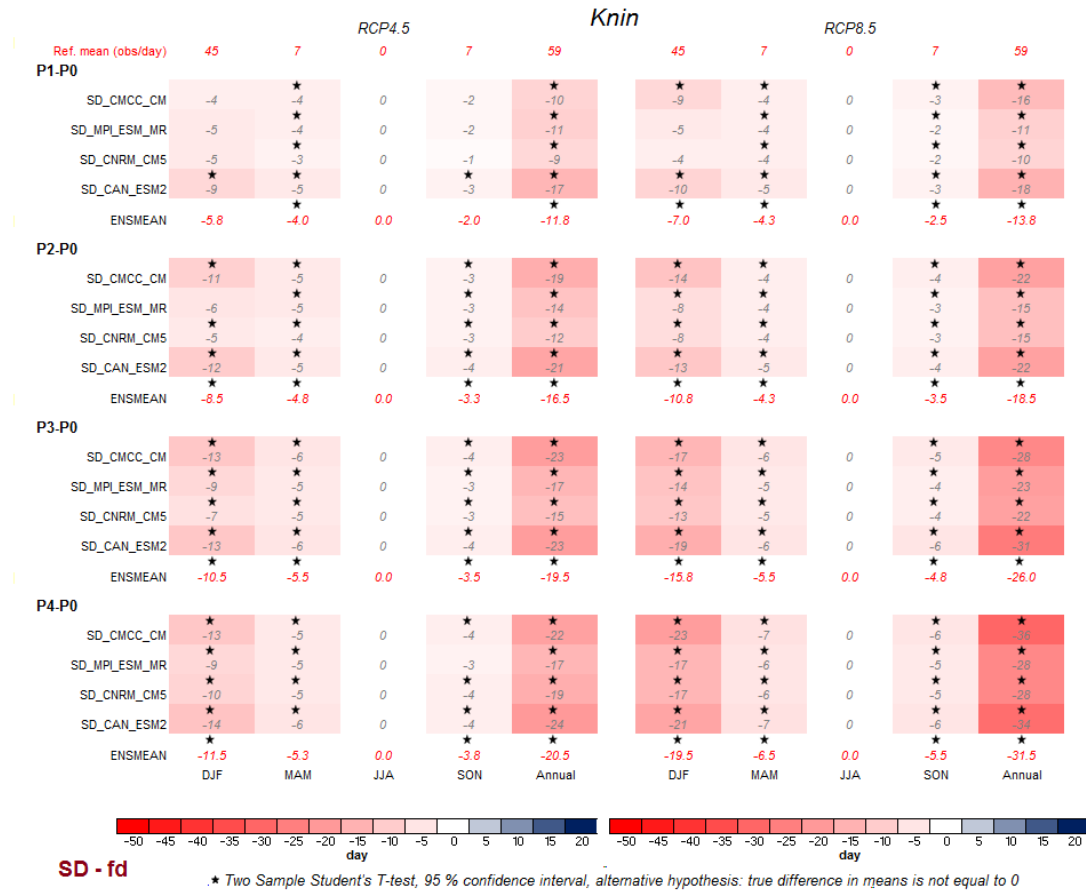 Knin
RCP4.5 RCP8.5
Ref. mean (obs/day) 45 7 0 7 59 45 7 0 7 59
P1-P0
SD_CMCC_CM -4 -4 0 -2 -10 -9 -4 0 -3 -16
SD_MPI_ESM_MR -5 -4 0 -2 -11 -5 -4 0 -2 -11
SD_CNRM_CM5 -5 -3 0 -1 -9 -4 -4 0 -2 -10
SD_CAN_ESM2 -9 -5 0 -3 -17 -10 -5 0 -3 -18
ENSMEAN -5.8 -4.0 0.0 -2.0 -11.8 -7.0 -4.3 0.0 -2.5 -13.8
P2-P0
SD_CMCC_CM -11 -5 0 -3 -19 -14 -4 0 -4 -22
SD_MPI_ESM_MR -6 -5 0 -3 -14 -8 -4 0 -3 -15
SD_CNRM_CM5 -5 -4 0 -3 -12 -8 -4 0 -3 -15
SD_CAN_ESM2 -12 -5 0 -4 -21 -13 -5 0 -4 -22
ENSMEAN -8.5 -4.8 0.0 -3.3 -16.5 -10.8 -4.3 0.0 -3.5 -18.5
P3-P0
SD_CMCC_CM -13 -6 0 -4 -23 -17 -6 0 -5 -28
SD_MPI_ESM_MR -9 -5 0 -3 -17 -14 -5 0 -4 -23
SD_CNRM_CM5 -7 -5 0 -3 -15 -13 -5 0 -4 -22
SD_CAN_ESM2 -13 -6 0 -4 -23 -19 -6 0 -6 -31
ENSMEAN -10.5 -5.5 0.0 -3.5 -19.5 -15.8 -5.5 0.0 -4.8 -26.0
P4-P0
SD_CMCC_CM -13 -5 0 -4 -22 -23 -7 0 -6 -36
SD_MPI_ESM_MR -9 -5 0 -3 -17 -17 -6 0 -5 -28
SD_CNRM_CM5 -10 -5 0 -4 -19 -17 -6 0 -5 -28
SD_CAN_ESM2 -14 -6 0 -4 -24 -21 -7 0 -6 -34
ENSMEAN -11.5 -5.3 0.0 -3.8 -20.5 -19.5 -6.5 0.0 -5.5 -31.5
DJF MAM JJA SON Annual DJF MAM JJA SON Annual
-50 -40 -35 -30 -25 -20 -15 -10 -5 0 5 10 15 20 -50 -40 -35 -30 -25 -20 -15 -10 -5 0 5 10 15 20
day day
SD - fd
★ Two Sample Student's T-test, 95 % confidence interval, alternative hypothesis: true difference in means is not equal to 0